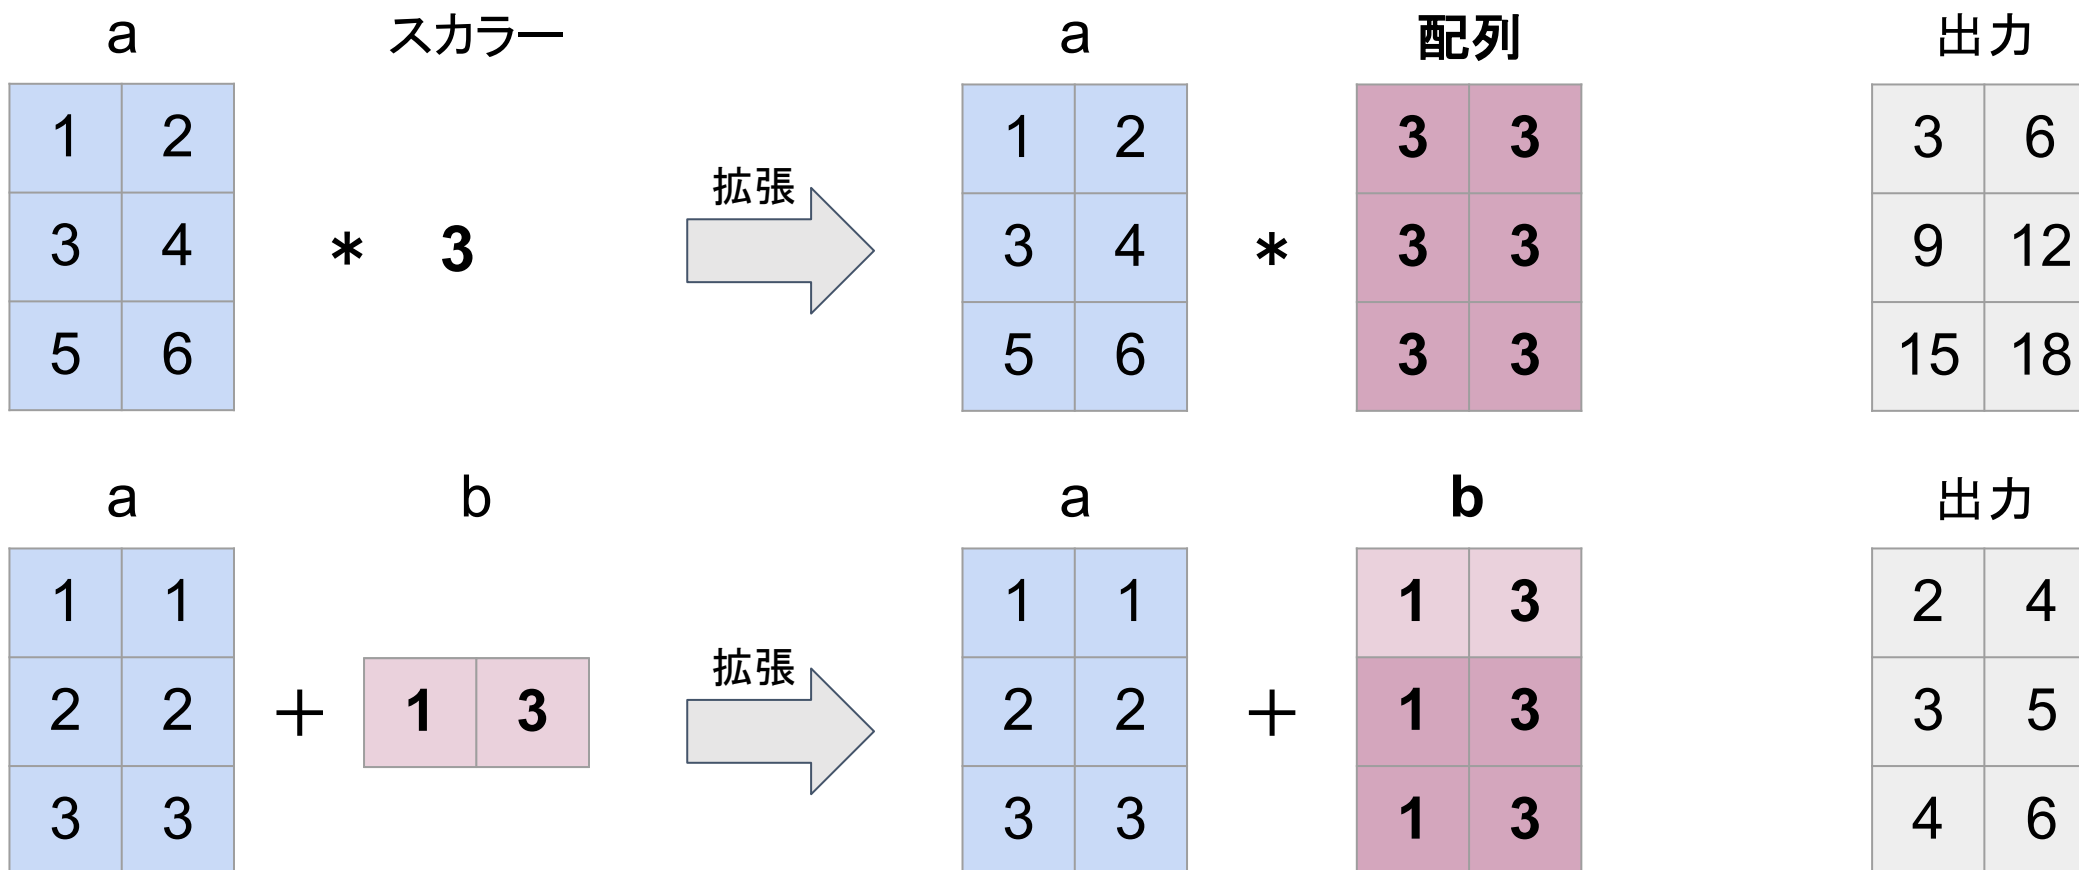 a スカラー a 配列 出力
1 2 1 2 3 3 3 6
拡張
3 4 * 3 3 4 * 3 3 9 12
5 6 5 6 3 3 15 18
a b a b 出力
1 1 1 1 1 3 2 4
拡張
2 2 + 1 3 2 2 + 1 3 3 5
3 3 3 3 1 3 4 6